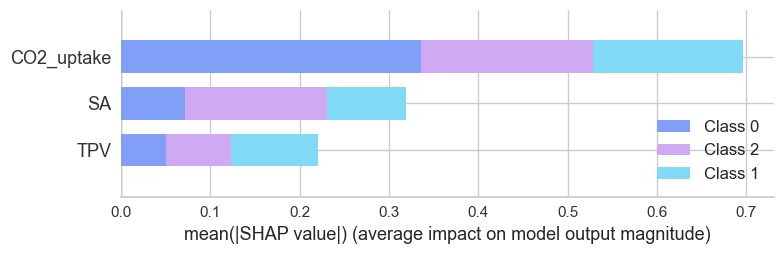 CO2_uptake
SA
TPV
Class 0
Class 2
Class 1
0.0 0.1 0.2 0.3 0.4 0.5 0.6 0.7
mean(|SHAP value|) (average impact on model output magnitude)